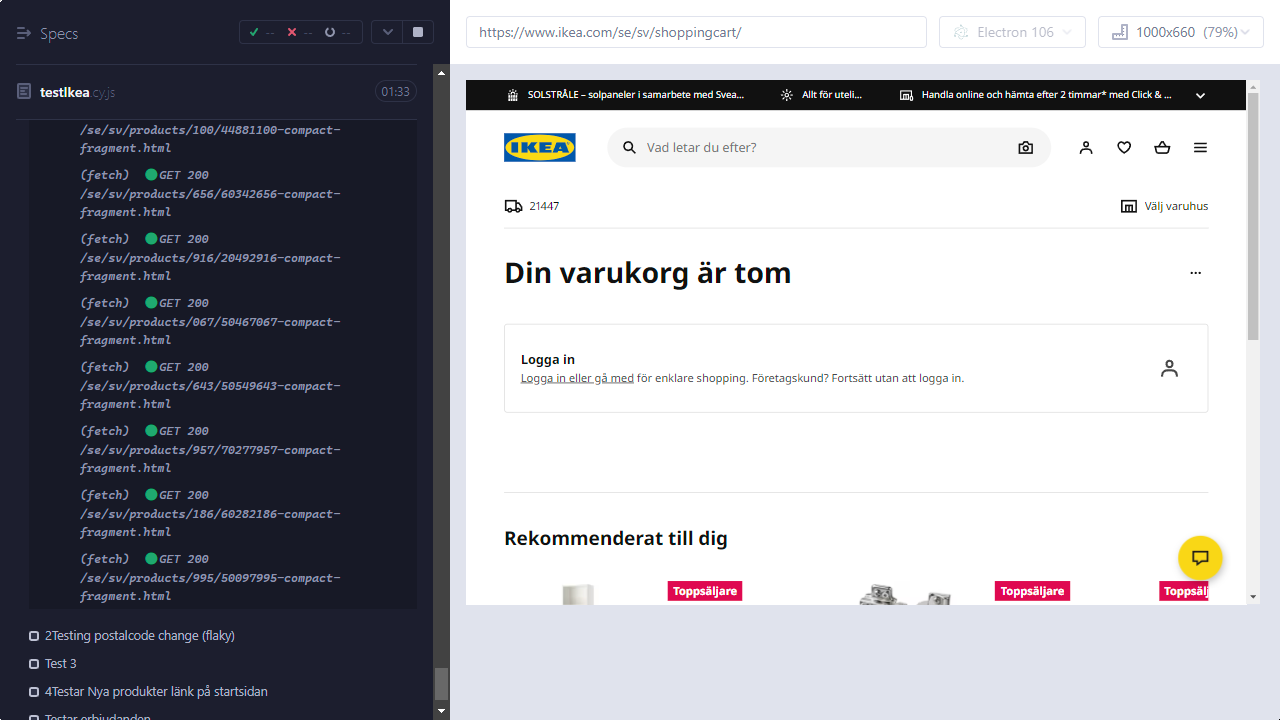 Specs
-- -- --
testIkea.cy.js 01:33
/se/sv/products/100/44881100-compact-
fragment.html
(fetch) GET 200
/se/sv/products/656/60342656-compact-
fragment.html
(fetch) GET 200
/se/sv/products/916/20492916-compact-
fragment.html
(fetch) GET 200
/se/sv/products/067/50467067-compact-
fragment.html
(fetch) GET 200
/se/sv/products/643/50549643-compact-
fragment.html
(fetch) GET 200
/se/sv/products/957/70277957-compact-
fragment.html
(fetch) GET 200
/se/sv/products/186/60282186-compact-
fragment.html
(fetch) GET 200
/se/sv/products/995/50097995-compact-
fragment.html
2Testing postalcode change (flaky)
Test 3
4Testar Nya produkter länk på startsidan
Testar erbjudanden
https://www.ikea.com/se/sv/shoppingcart/
Electron 106
1000x660 (79%)
SOLSTRÅLE – solpaneler i samarbete med Svea... Allt för uteli... Handla online och hämta efter 2 timmar* med Click & ...
IKEA
Vad letar du efter?
21447 Välj varuhus
Din varukorg är tom
Logga in
Logga in eller gå med för enklare shopping. Företagskund? Fortsätt utan att logga in.
Rekommenderat till dig
Toppsäljare Toppsäljare Toppsälj